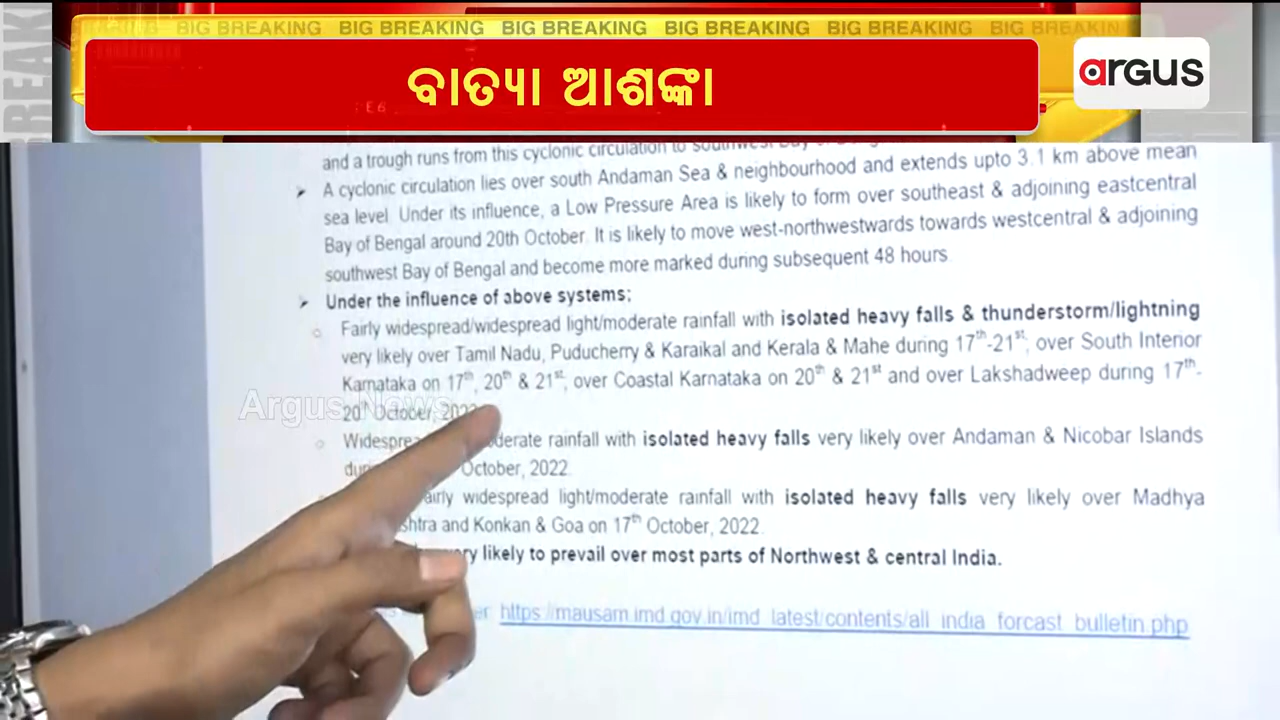 BIG BREAKING BIG BREAKING BIG BREAKING BIG BREAKING BIG BREAKING BIG BREAKIN
BREAK
ବାତ୍ୟା ଆଶଙ୍କା
argus
and a trough runs from this cyclonic circulation to southwest Bay of
➤ A cyclonic circulation lies over south Andaman Sea & neighbourhood and extends upto 3.1 km above mean
sea level. Under its influence, a Low Pressure Area is likely to form over southeast & adjoining eastcentral
Bay of Bengal around 20th October. It is likely to move west-northwestwards towards westcentral & adjoining
southwest Bay of Bengal and become more marked during subsequent 48 hours.
➤ Under the influence of above systems;
○ Fairly widespread/widespread light/moderate rainfall with isolated heavy falls & thunderstorm/lightning
very likely over Tamil Nadu, Puducherry & Karaikal and Kerala & Mahe during 17th-21st, over South Interior
Karnataka on 17th, 20th & 21st, over Coastal Karnataka on 20th & 21st and over Lakshadweep during 17th-
October, 2022
Argus News
○ rainfall with isolated heavy falls very likely over Andaman & Nicobar Islands
October, 2022.
widespread light/moderate rainfall with isolated heavy falls very likely over Madhya
and Konkan & Goa on 17th October, 2022.
likely to prevail over most parts of Northwest & central India.
https://mausam.imd.gov.in/imd_latest/contents/all_india_forcast_bulletin.php